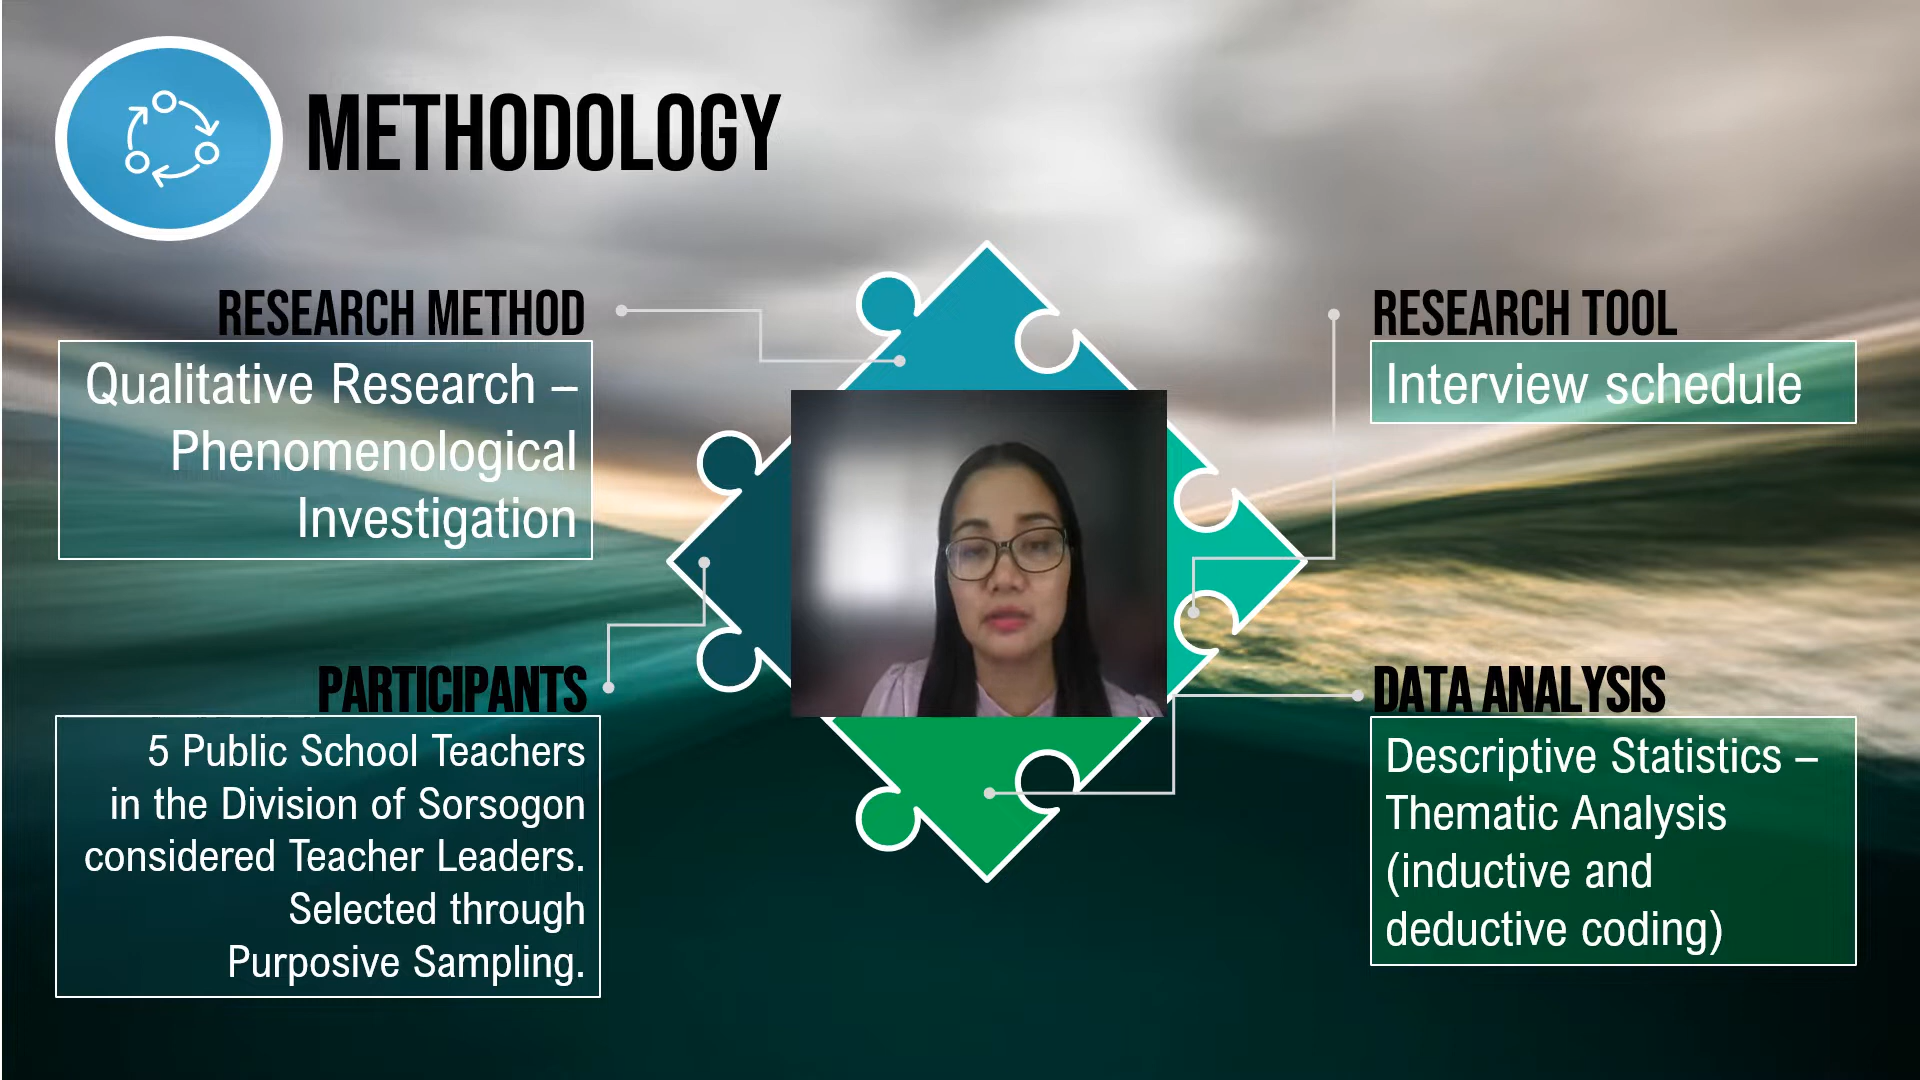 METHODOLOGY
RESEARCH METHOD
Qualitative Research –
Phenomenological
Investigation
PARTICIPANTS
5 Public School Teachers
in the Division of Sorsogon
considered Teacher Leaders.
Selected through
Purposive Sampling.
RESEARCH TOOL
Interview schedule
DATA ANALYSIS
Descriptive Statistics –
Thematic Analysis
(inductive and
deductive coding)